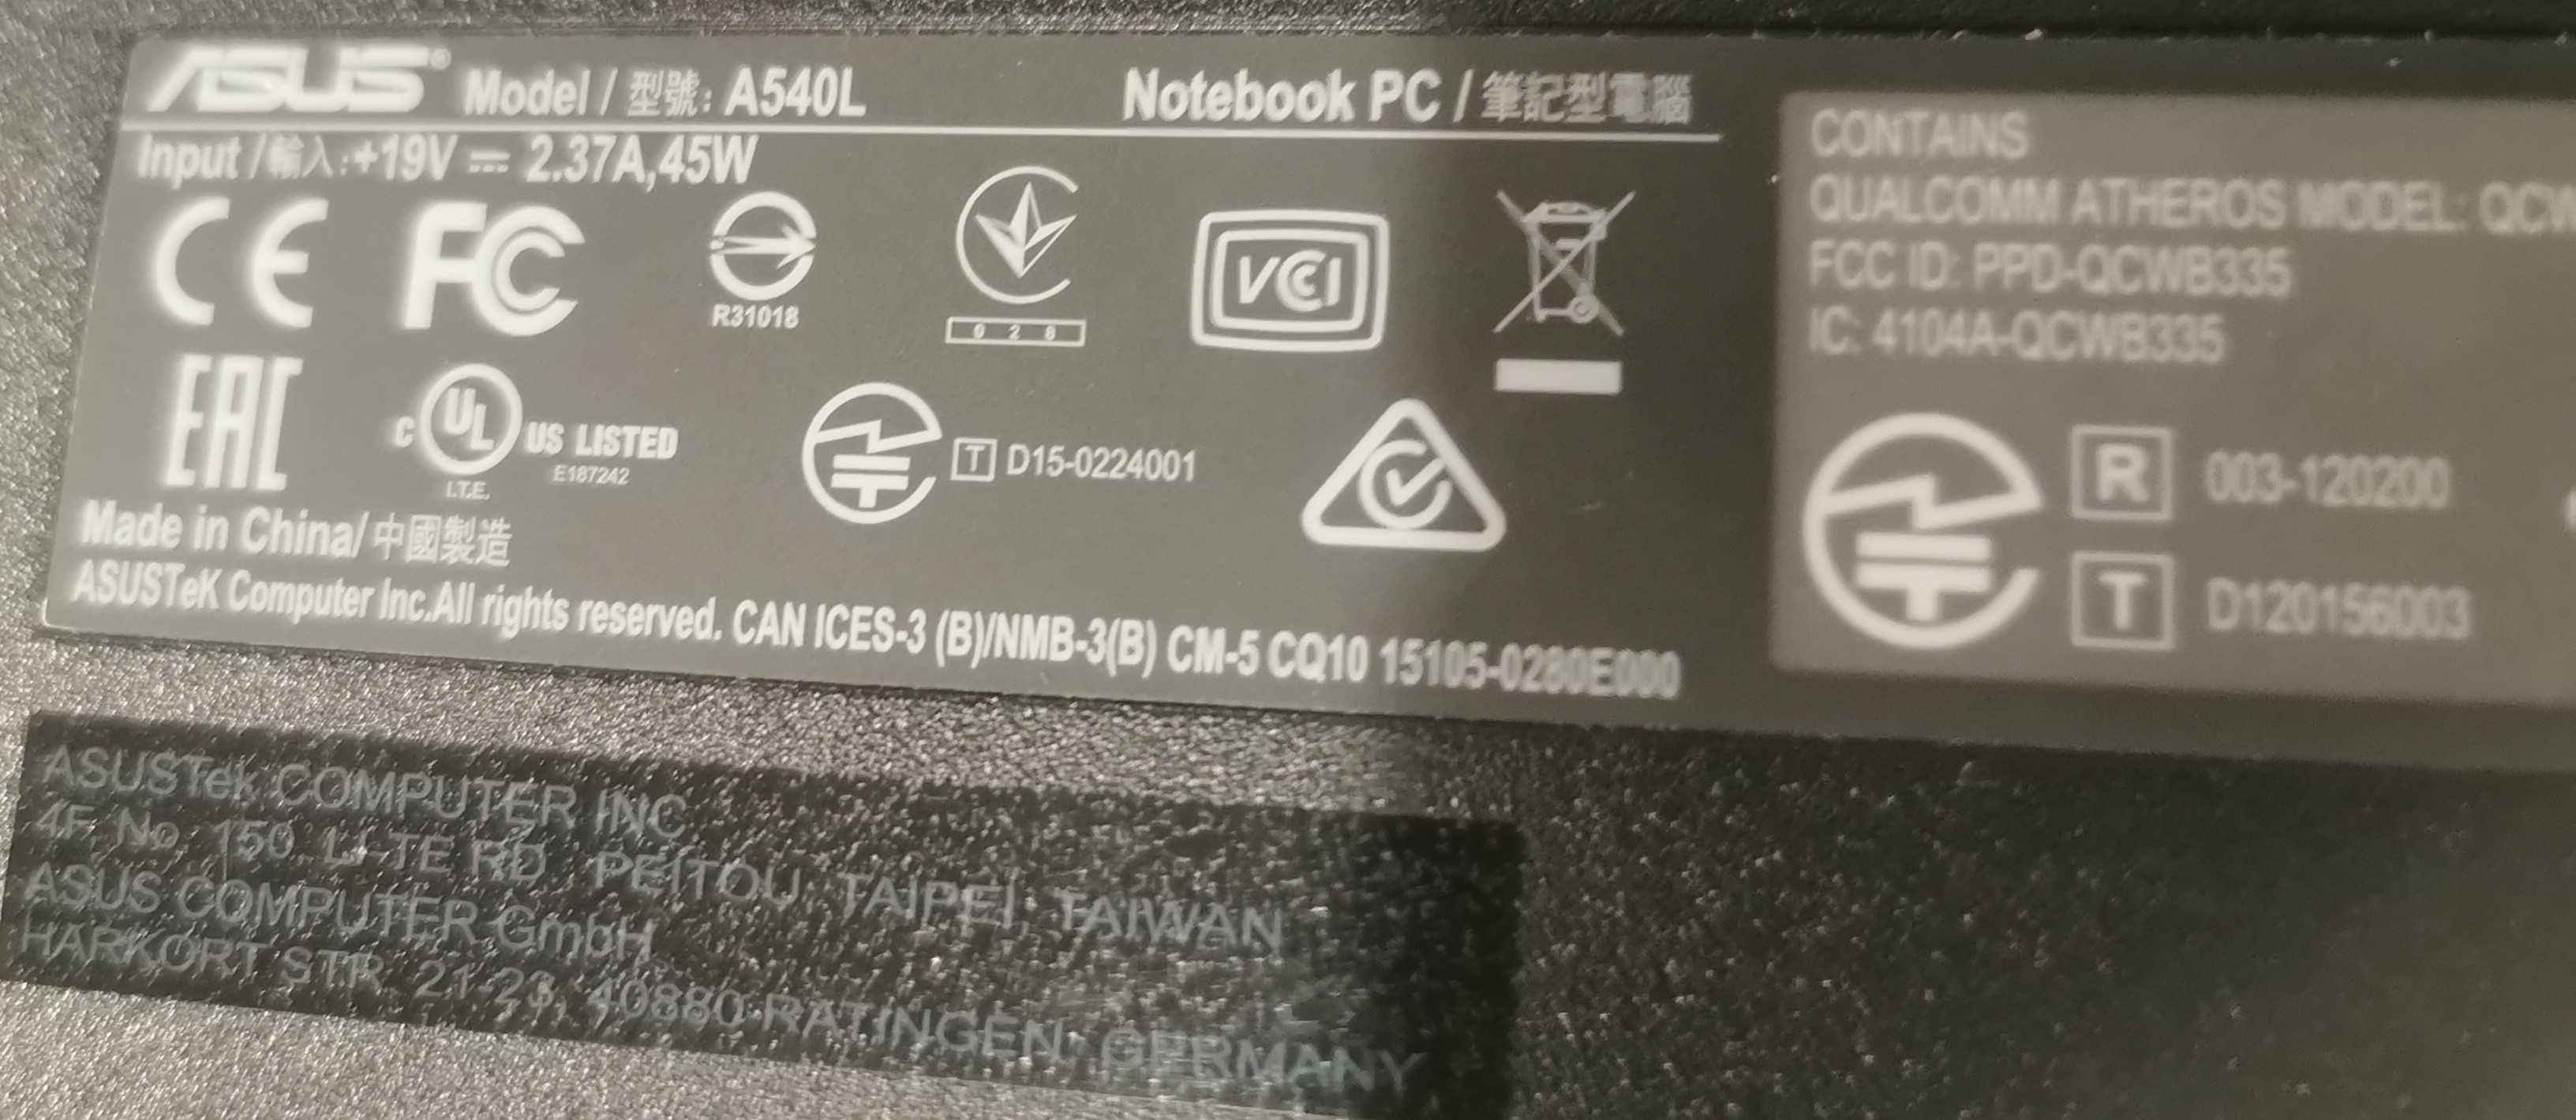 ASUS® Model / 型號: A540L Notebook PC / 筆記型電腦
Input / 輸入: +19V ⎓ 2.37A,45W
CE FC
R31018
0 2 8
VCCI
EAC
C UL US LISTED
I.T.E. E187242
T D15-0224001
Made in China/ 中國製造
ASUSTeK Computer Inc.All rights reserved. CAN ICES-3 (B)/NMB-3(B) CM-5 CQ10 15105-0280E000
CONTAINS
QUALCOMM ATHEROS MODEL:
FCC ID: PPD-QCWB335
IC: 4104A-QCWB335
R 003-120200
T D120156003
ASUSTek COMPUTER INC
4F, No. 150, LI-TE RD., PEITOU, TAIPEI, TAIWAN
ASUS COMPUTER GmbH
HARKORT STR. 21-23, 40880 RATINGEN, GERMANY